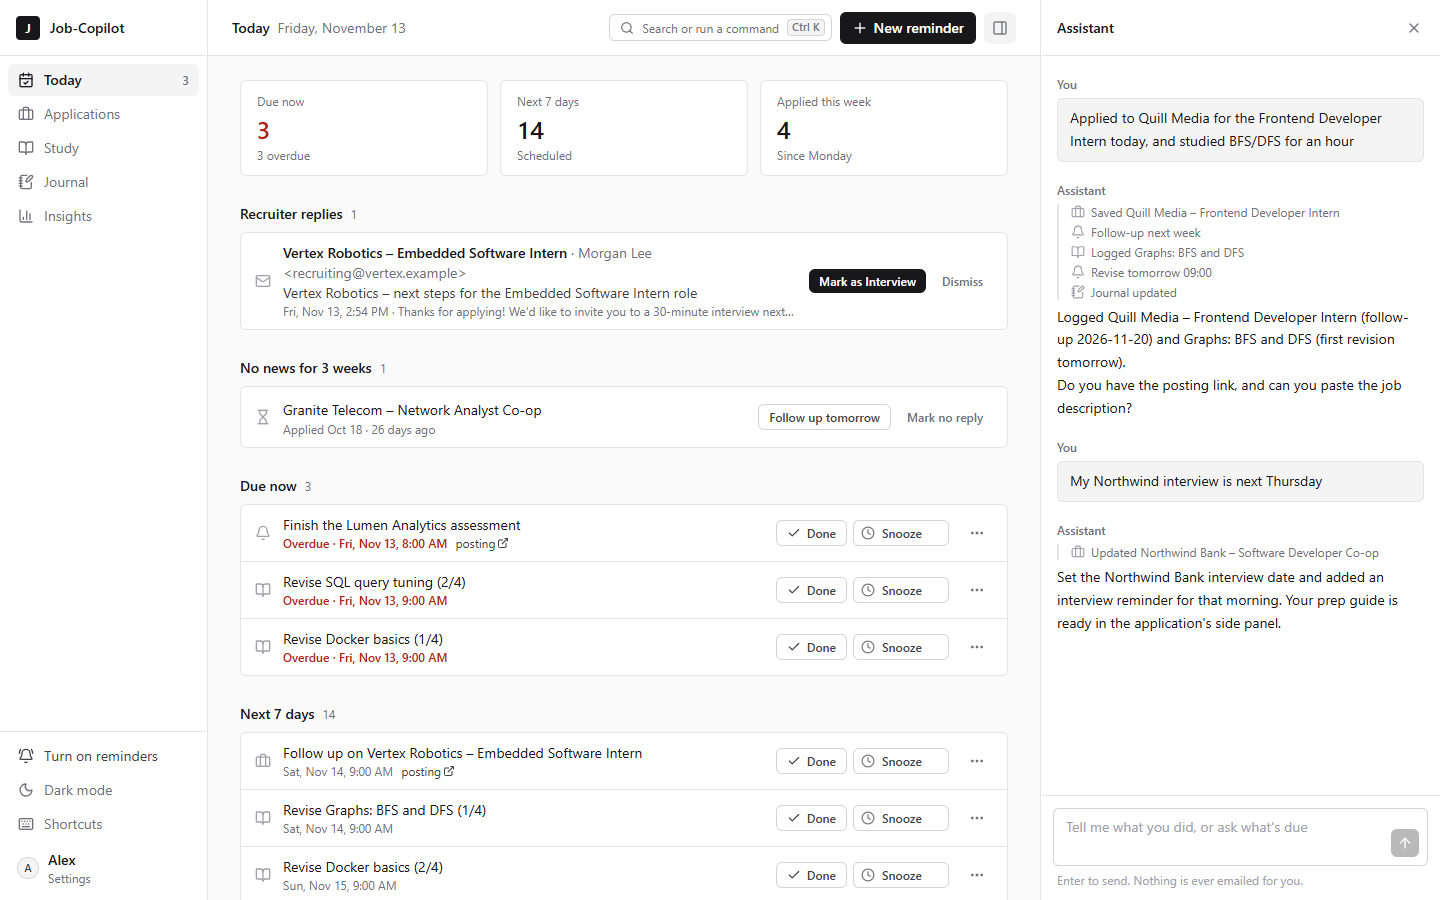 J Job-Copilot
Today 3
Applications
Study
Journal
Insights
Turn on reminders
Dark mode
Shortcuts
A Alex
Settings
Today Friday, November 13
Search or run a command Ctrl K
New reminder
Due now
3
3 overdue
Next 7 days
14
Scheduled
Applied this week
4
Since Monday
Recruiter replies 1
Vertex Robotics – Embedded Software Intern · Morgan Lee
<recruiting@vertex.example>
Vertex Robotics – next steps for the Embedded Software Intern role
Fri, Nov 13, 2:54 PM · Thanks for applying! We'd like to invite you to a 30-minute interview next...
Mark as Interview Dismiss
No news for 3 weeks 1
Granite Telecom – Network Analyst Co-op
Applied Oct 18 · 26 days ago
Follow up tomorrow Mark no reply
Due now 3
Finish the Lumen Analytics assessment
Overdue · Fri, Nov 13, 8:00 AM posting
Done Snooze
Revise SQL query tuning (2/4)
Overdue · Fri, Nov 13, 9:00 AM
Done Snooze
Revise Docker basics (1/4)
Overdue · Fri, Nov 13, 9:00 AM
Done Snooze
Next 7 days 14
Follow up on Vertex Robotics – Embedded Software Intern
Sat, Nov 14, 9:00 AM posting
Done Snooze
Revise Graphs: BFS and DFS (1/4)
Sat, Nov 14, 9:00 AM
Done Snooze
Revise Docker basics (2/4)
Sun, Nov 15, 9:00 AM
Done Snooze
Assistant
You
Applied to Quill Media for the Frontend Developer
Intern today, and studied BFS/DFS for an hour
Assistant
Saved Quill Media – Frontend Developer Intern
Follow-up next week
Logged Graphs: BFS and DFS
Revise tomorrow 09:00
Journal updated
Logged Quill Media – Frontend Developer Intern (follow-
up 2026-11-20) and Graphs: BFS and DFS (first revision
tomorrow).
Do you have the posting link, and can you paste the job
description?
You
My Northwind interview is next Thursday
Assistant
Updated Northwind Bank – Software Developer Co-op
Set the Northwind Bank interview date and added an
interview reminder for that morning. Your prep guide is
ready in the application's side panel.
Tell me what you did, or ask what's due
Enter to send. Nothing is ever emailed for you.